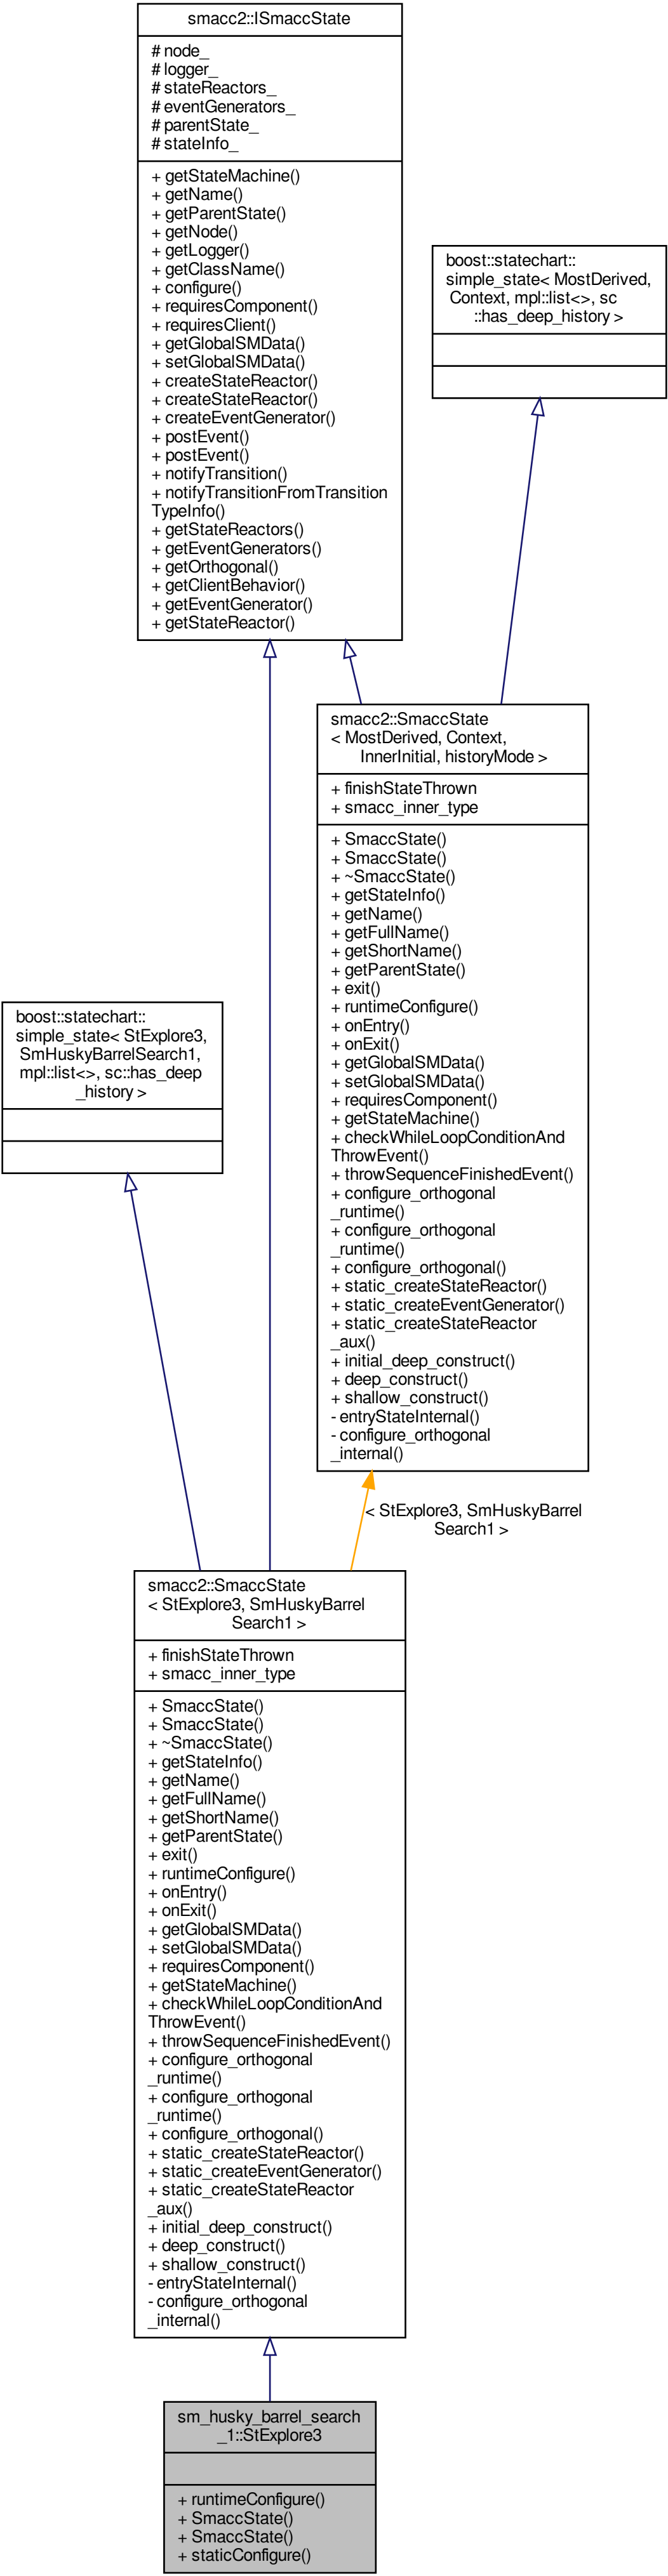 smacc2::ISmaccState
# node_
# logger_
# stateReactors_
# eventGenerators_
# parentState_
# stateInfo_
+ getStateMachine()
+ getName()
+ getParentState()
+ getNode()
+ getLogger()
+ getClassName()
+ configure()
+ requiresComponent()
+ requiresClient()
+ getGlobalSMData()
+ setGlobalSMData()
+ createStateReactor()
+ createStateReactor()
+ createEventGenerator()
+ postEvent()
+ postEvent()
+ notifyTransition()
+ notifyTransitionFromTransition
TypeInfo()
+ getStateReactors()
+ getEventGenerators()
+ getOrthogonal()
+ getClientBehavior()
+ getEventGenerator()
+ getStateReactor()
boost::statechart::
simple_state< MostDerived,
Context, mpl::list<>, sc
::has_deep_history >
smacc2::SmaccState
< MostDerived, Context,
InnerInitial, historyMode >
+ finishStateThrown
+ smacc_inner_type
+ SmaccState()
+ SmaccState()
+ ~SmaccState()
+ getStateInfo()
+ getName()
+ getFullName()
+ getShortName()
+ getParentState()
+ exit()
+ runtimeConfigure()
+ onEntry()
+ onExit()
+ getGlobalSMData()
+ setGlobalSMData()
+ requiresComponent()
+ getStateMachine()
+ checkWhileLoopConditionAnd
ThrowEvent()
+ throwSequenceFinishedEvent()
+ configure_orthogonal
_runtime()
+ configure_orthogonal
_runtime()
+ configure_orthogonal()
+ static_createStateReactor()
+ static_createEventGenerator()
+ static_createStateReactor
_aux()
+ initial_deep_construct()
+ deep_construct()
+ shallow_construct()
- entryStateInternal()
- configure_orthogonal
_internal()
boost::statechart::
simple_state< StExplore3,
SmHuskyBarrelSearch1,
mpl::list<>, sc::has_deep
_history >
< StExplore3, SmHuskyBarrel
Search1 >
smacc2::SmaccState
< StExplore3, SmHuskyBarrel
Search1 >
+ finishStateThrown
+ smacc_inner_type
+ SmaccState()
+ SmaccState()
+ ~SmaccState()
+ getStateInfo()
+ getName()
+ getFullName()
+ getShortName()
+ getParentState()
+ exit()
+ runtimeConfigure()
+ onEntry()
+ onExit()
+ getGlobalSMData()
+ setGlobalSMData()
+ requiresComponent()
+ getStateMachine()
+ checkWhileLoopConditionAnd
ThrowEvent()
+ throwSequenceFinishedEvent()
+ configure_orthogonal
_runtime()
+ configure_orthogonal
_runtime()
+ configure_orthogonal()
+ static_createStateReactor()
+ static_createEventGenerator()
+ static_createStateReactor
_aux()
+ initial_deep_construct()
+ deep_construct()
+ shallow_construct()
- entryStateInternal()
- configure_orthogonal
_internal()
sm_husky_barrel_search
_1::StExplore3
+ runtimeConfigure()
+ SmaccState()
+ SmaccState()
+ staticConfigure()